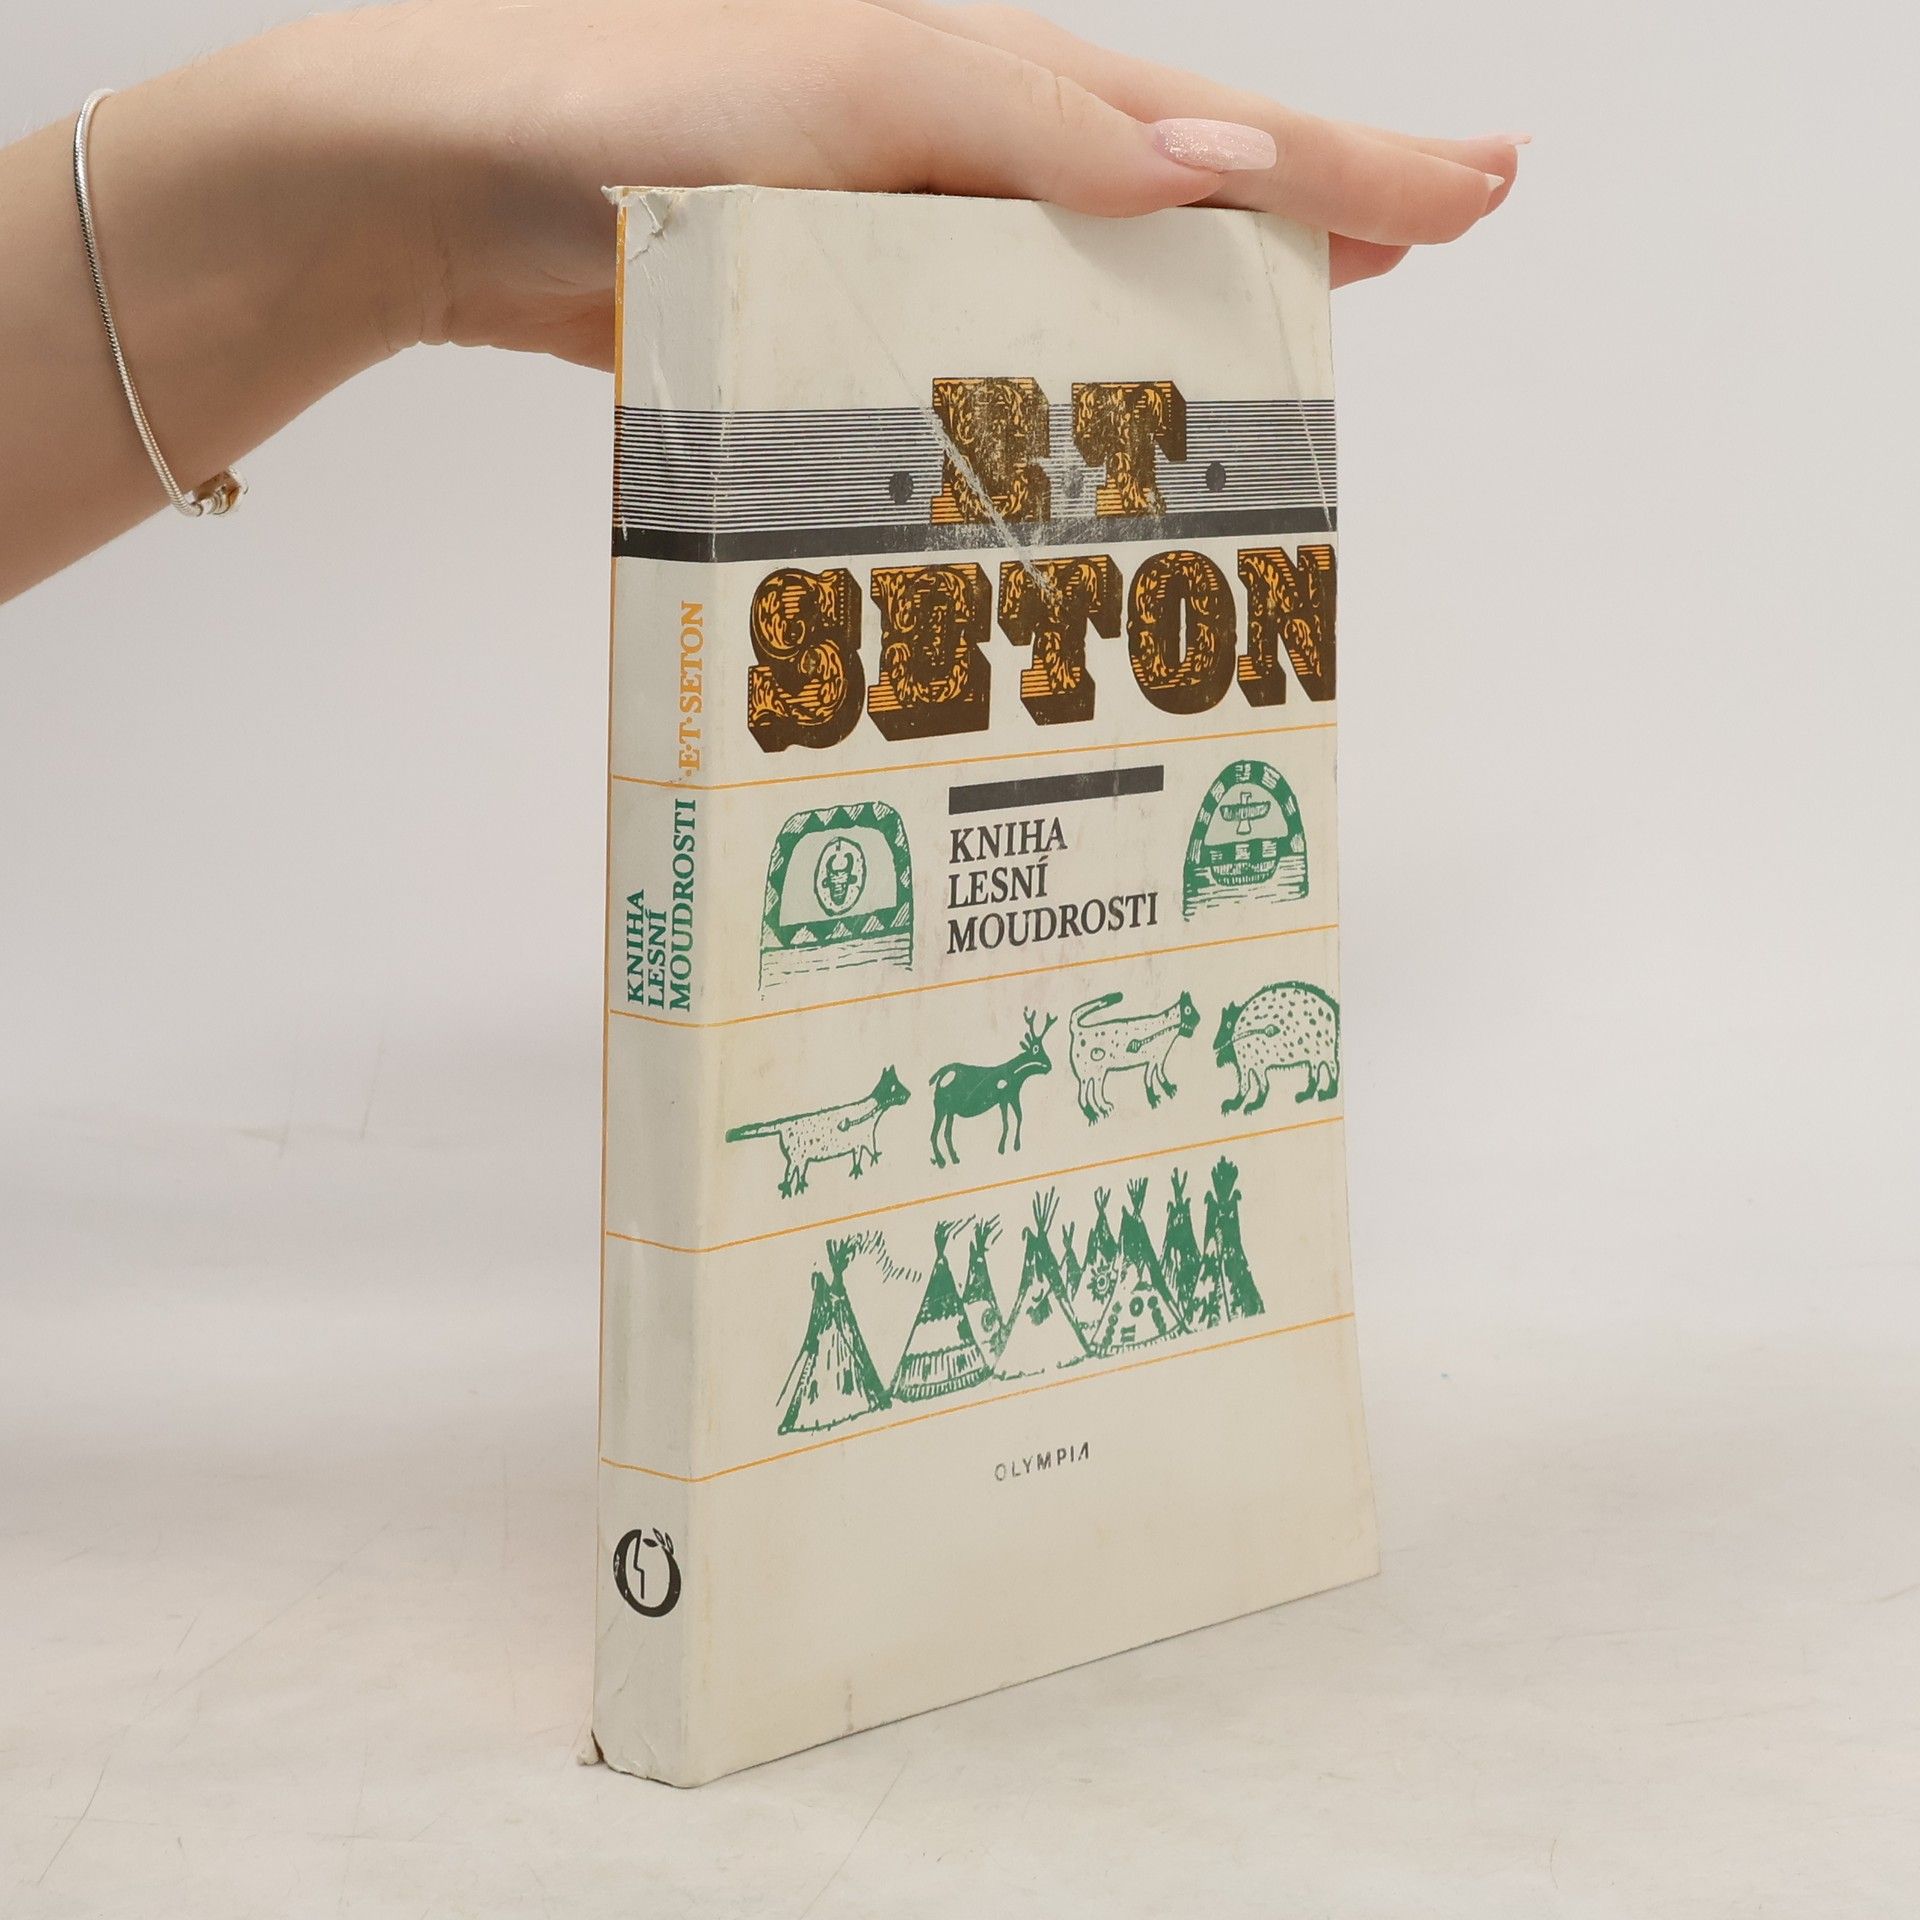 E·T·SETON
KNIHA
LESNÍ
MOUDROSTI
E·T
SETON
KNIHA
LESNÍ
MOUDROSTI
OLYMPIA